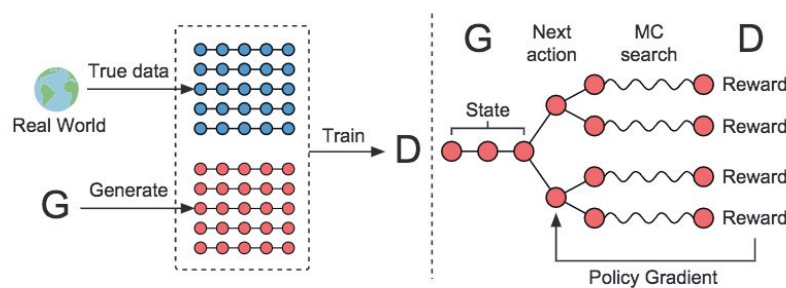 True data
Real World
G
Generate
Train
D
G
Next
action
MC
search
D
State
Reward
Reward
Reward
Reward
Policy Gradient